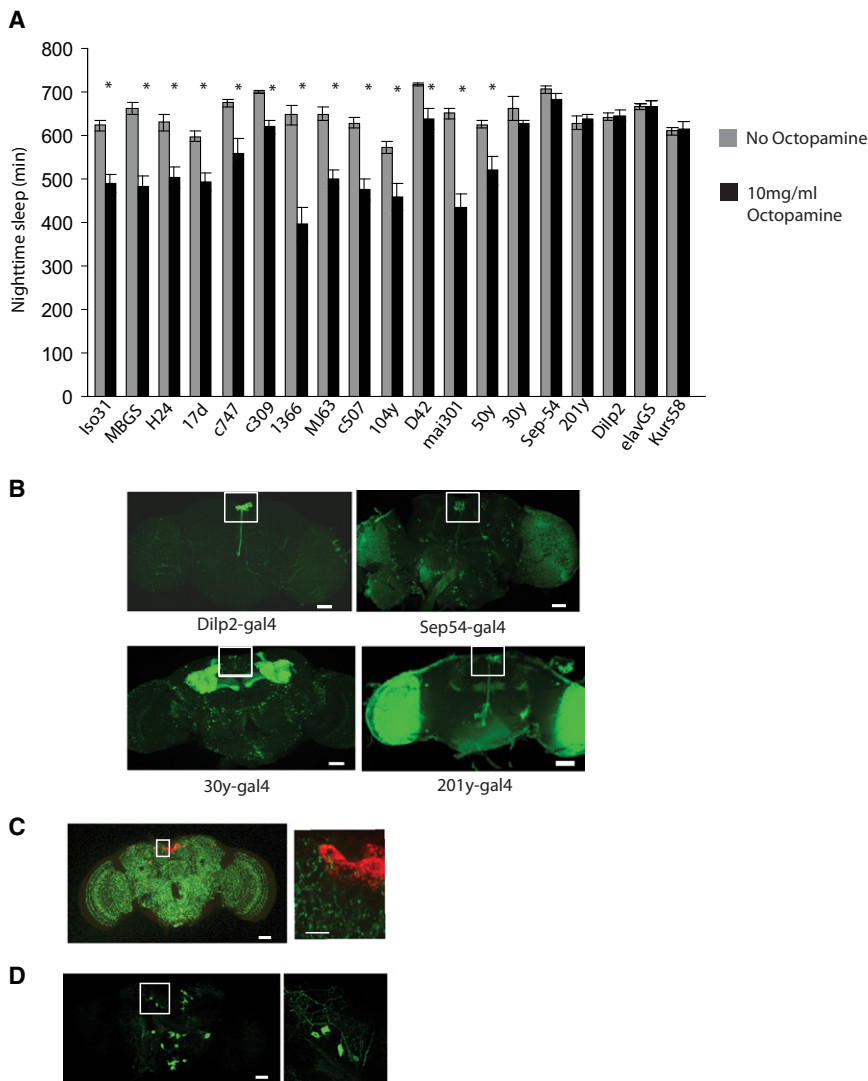 A
800
700
600
500
400
300
200
100
0
Nighttime sleep (min)
* * * * * * * * * * * * *
Iso31 MBGS H24 17d c747 c309 1366 MJ63 c507 104y D42 mai301 50y 30y Sep-54 201y Dilp2 elavGS Kurs58
No Octopamine
10mg/ml
Octopamine
B
Dilp2-gal4 Sep54-gal4
30y-gal4 201y-gal4
C
D